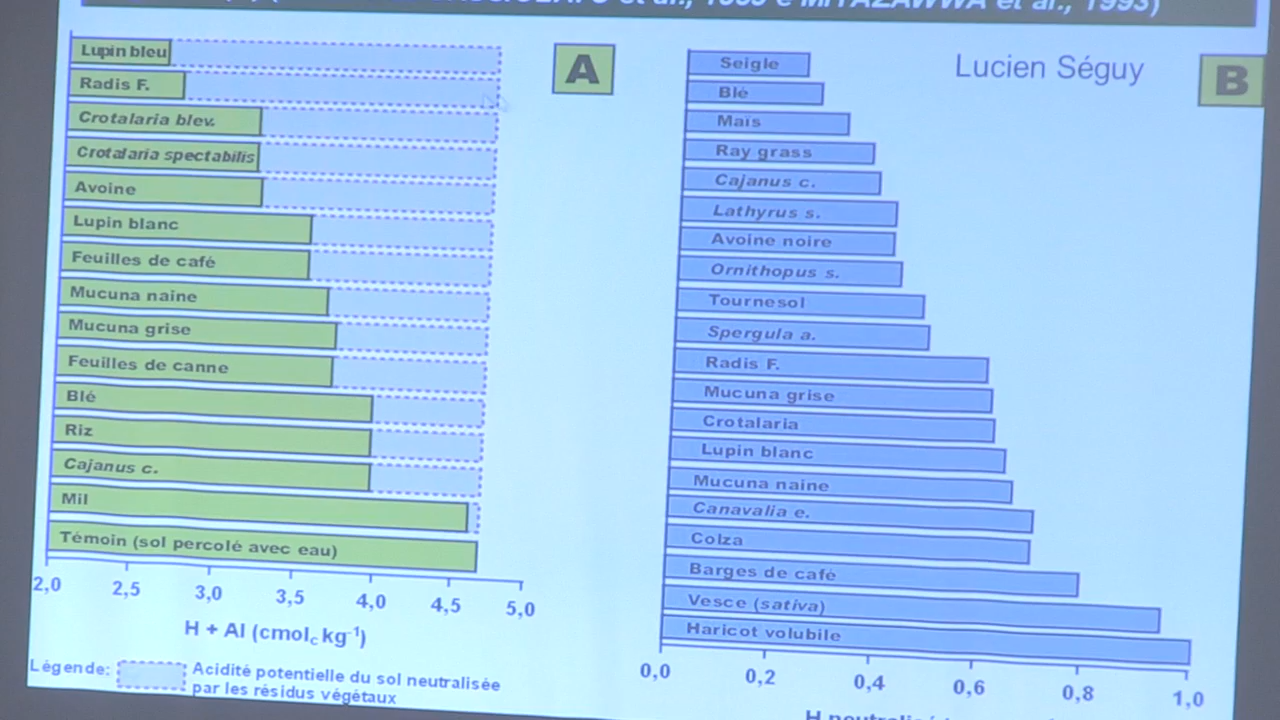 et al., 1993)
A
Lupin bleu
Radis F.
Crotalaria blev.
Crotalaria spectabilis
Avoine
Lupin blanc
Feuilles de café
Mucuna naine
Mucuna grise
Feuilles de canne
Blé
Riz
Cajanus c.
Mil
Témoin (sol percolé avec eau)
2,0 2,5 3,0 3,5 4,0 4,5 5,0
H + Al (cmolc kg-1)
Légende: Acidité potentielle du sol neutralisée
par les résidus végétaux
Lucien Séguy
B
Seigle
Blé
Maïs
Ray grass
Cajanus c.
Lathyrus s.
Avoine noire
Ornithopus s.
Tournesol
Spergula a.
Radis F.
Mucuna grise
Crotalaria
Lupin blanc
Mucuna naine
Canavalia e.
Colza
Barges de café
Vesce (sativa)
Haricot volubile
0,0 0,2 0,4 0,6 0,8 1,0